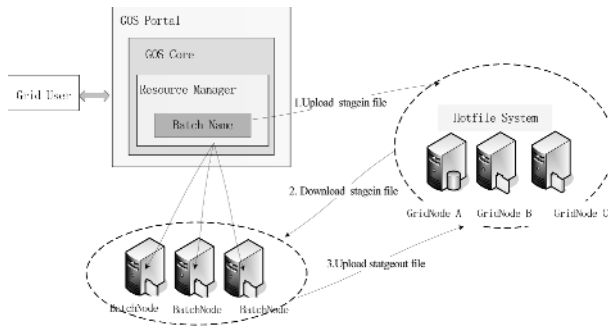 GOS Portal
GOS Core
Resource Manager
Batch Name
Grid User
1.Upload stagein file
Hotfile System
GridNode A
GridNode B
GridNode C
2. Download stagein file
3.Upload statgeout file
BatchNode
BatchNode
BatchNode